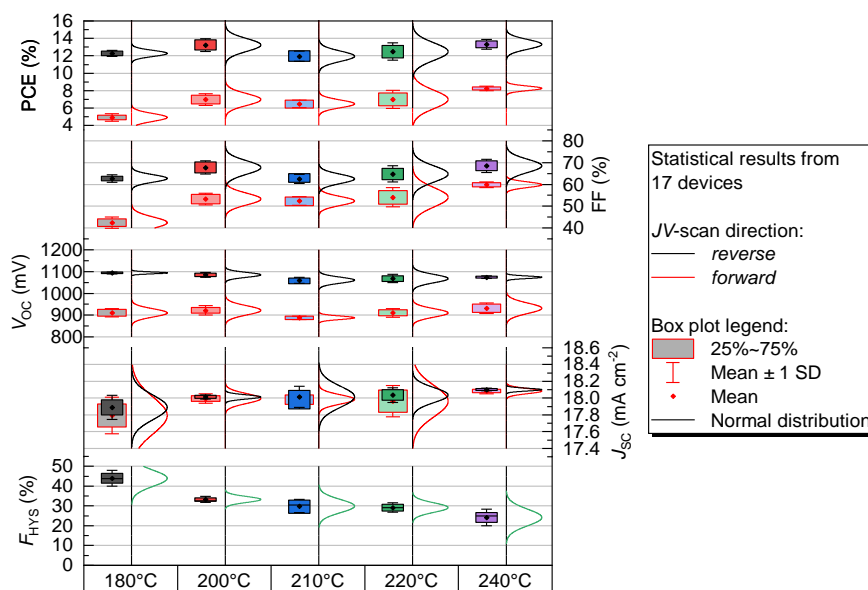 16
14
12
10
8
6
4
PCE (%)
80
70
60
50
40
FF (%)
1200
1100
1000
900
800
VOC (mV)
18.6
18.4
18.2
18.0
17.8
17.6
17.4
JSC (mA cm-2)
50
40
30
20
10
0
FHYS (%)
180°C
200°C
210°C
220°C
240°C
Statistical results from
17 devices
JV-scan direction:
reverse
forward
Box plot legend:
25%~75%
Mean ± 1 SD
Mean
Normal distribution